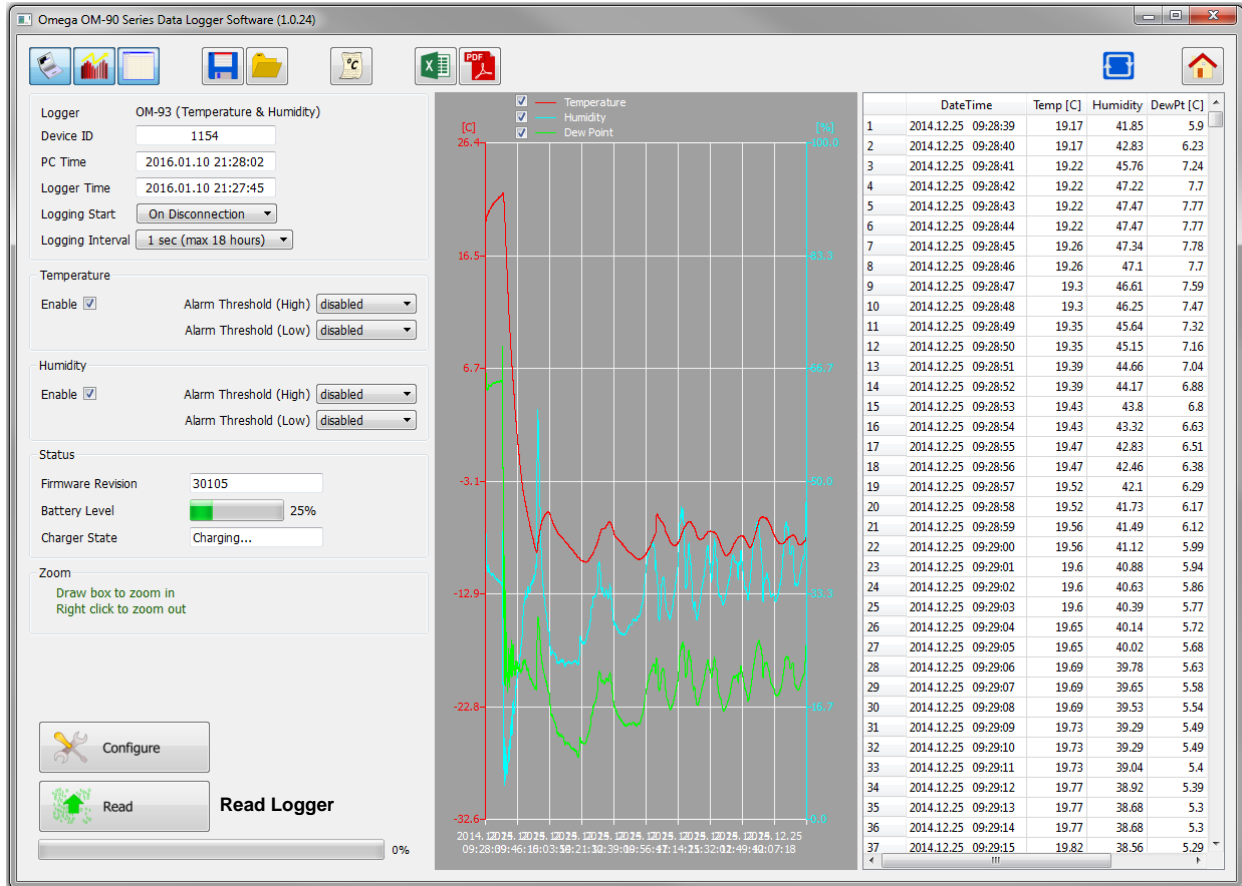 Omega OM-90 Series Data Logger Software (1.0.24)
°C
PDF
Logger OM-93 (Temperature & Humidity)
Device ID 1154
PC Time 2016.01.10 21:28:02
Logger Time 2016.01.10 21:27:45
Logging Start On Disconnection
Logging Interval 1 sec (max 18 hours)
Temperature
Enable Alarm Threshold (High) disabled
Alarm Threshold (Low) disabled
Humidity
Enable Alarm Threshold (High) disabled
Alarm Threshold (Low) disabled
Status
Firmware Revision 30105
Battery Level 25%
Charger State Charging...
Zoom
Draw box to zoom in
Right click to zoom out
Configure
Read Read Logger
0%
Temperature
Humidity
Dew Point
[C] [%]
26.4 100.0
16.5 83.3
6.7 66.7
-3.1 50.0
-12.9 33.3
-22.8 16.7
-32.6 0.0
DateTime Temp [C] Humidity DewPt [C]
1 2014.12.25 09:28:39 19.17 41.85 5.9
2 2014.12.25 09:28:40 19.17 42.83 6.23
3 2014.12.25 09:28:41 19.22 45.76 7.24
4 2014.12.25 09:28:42 19.22 47.22 7.7
5 2014.12.25 09:28:43 19.22 47.47 7.77
6 2014.12.25 09:28:44 19.22 47.47 7.77
7 2014.12.25 09:28:45 19.26 47.34 7.78
8 2014.12.25 09:28:46 19.26 47.1 7.7
9 2014.12.25 09:28:47 19.3 46.61 7.59
10 2014.12.25 09:28:48 19.3 46.25 7.47
11 2014.12.25 09:28:49 19.35 45.64 7.32
12 2014.12.25 09:28:50 19.35 45.15 7.16
13 2014.12.25 09:28:51 19.39 44.66 7.04
14 2014.12.25 09:28:52 19.39 44.17 6.88
15 2014.12.25 09:28:53 19.43 43.8 6.8
16 2014.12.25 09:28:54 19.43 43.32 6.63
17 2014.12.25 09:28:55 19.47 42.83 6.51
18 2014.12.25 09:28:56 19.47 42.46 6.38
19 2014.12.25 09:28:57 19.52 42.1 6.29
20 2014.12.25 09:28:58 19.52 41.73 6.17
21 2014.12.25 09:28:59 19.56 41.49 6.12
22 2014.12.25 09:29:00 19.56 41.12 5.99
23 2014.12.25 09:29:01 19.6 40.88 5.94
24 2014.12.25 09:29:02 19.6 40.63 5.86
25 2014.12.25 09:29:03 19.6 40.39 5.77
26 2014.12.25 09:29:04 19.65 40.14 5.72
27 2014.12.25 09:29:05 19.65 40.02 5.68
28 2014.12.25 09:29:06 19.69 39.78 5.63
29 2014.12.25 09:29:07 19.69 39.65 5.58
30 2014.12.25 09:29:08 19.69 39.53 5.54
31 2014.12.25 09:29:09 19.73 39.29 5.49
32 2014.12.25 09:29:10 19.73 39.29 5.49
33 2014.12.25 09:29:11 19.73 39.04 5.4
34 2014.12.25 09:29:12 19.77 38.92 5.39
35 2014.12.25 09:29:13 19.77 38.68 5.3
36 2014.12.25 09:29:14 19.77 38.68 5.3
37 2014.12.25 09:29:15 19.82 38.56 5.29